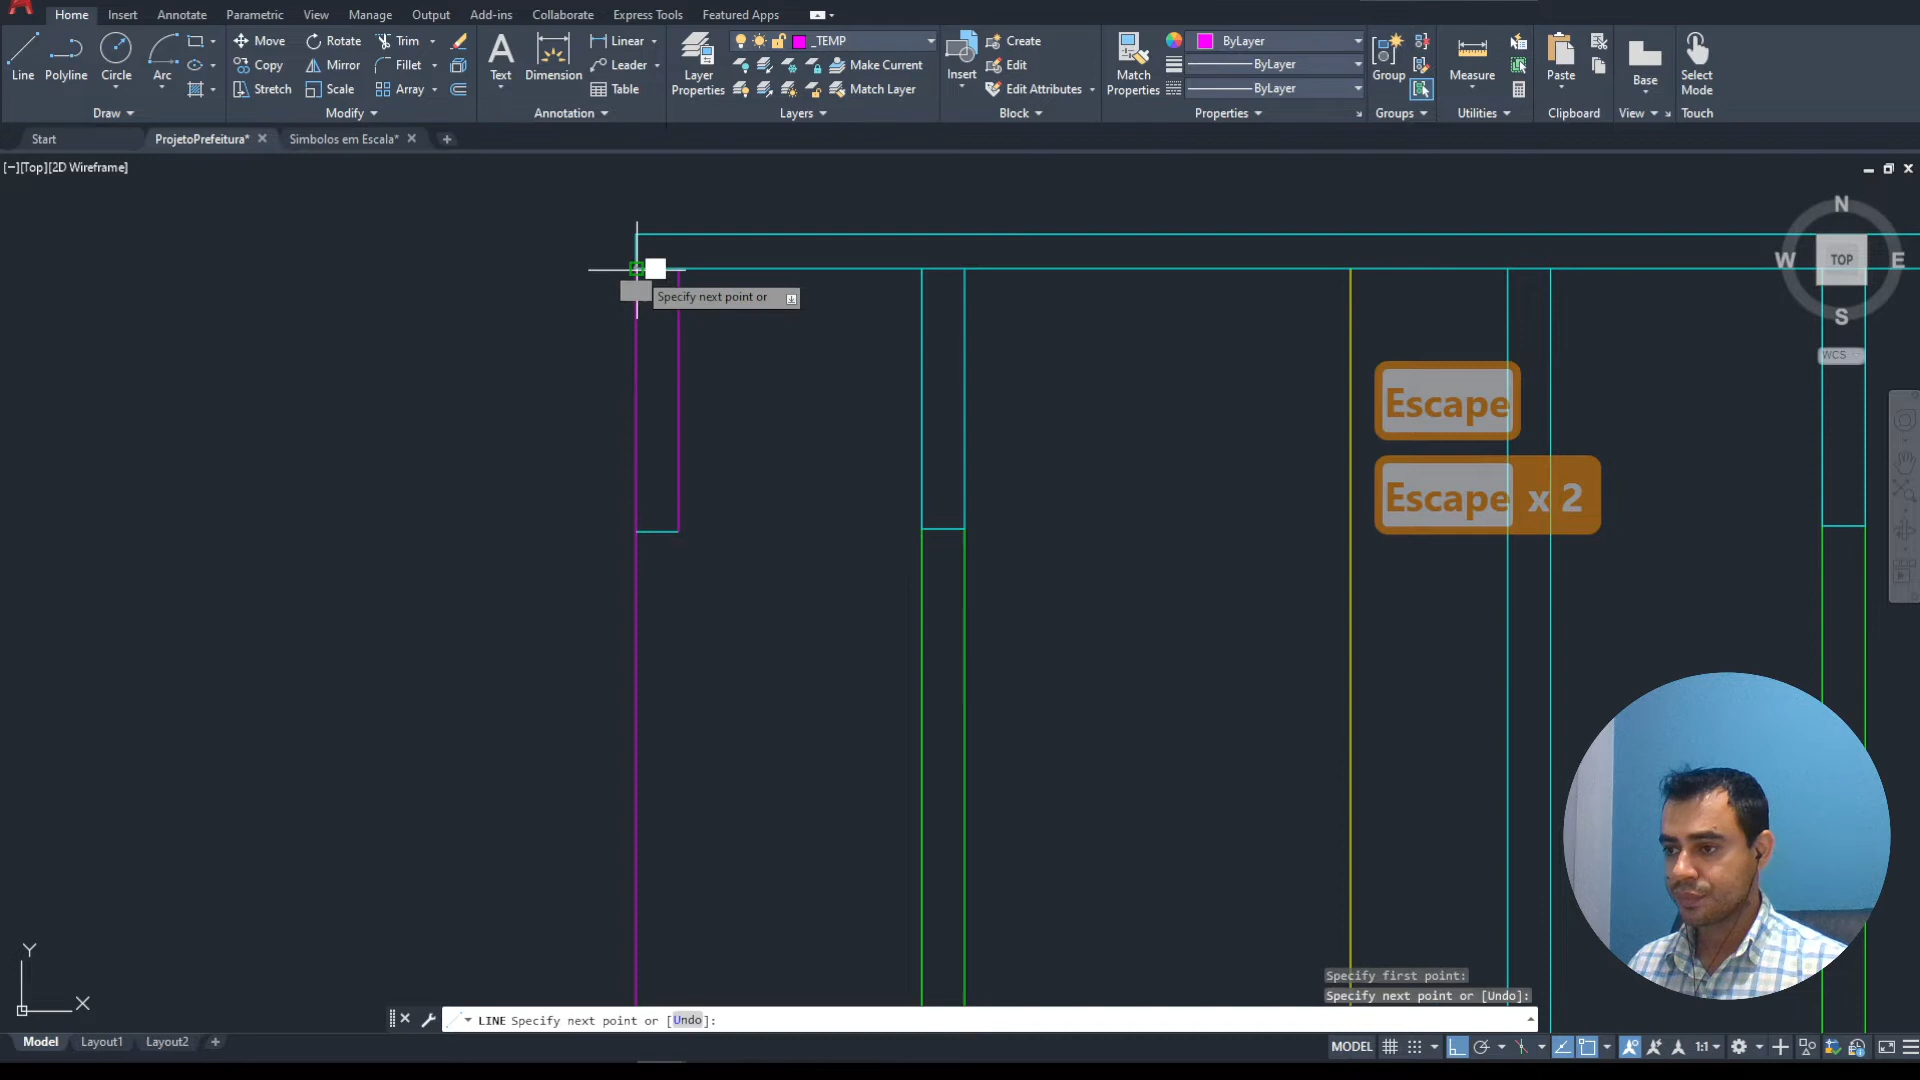 Home Insert Annotate Parametric View Manage Output Add-ins Collaborate Express Tools Featured Apps
Line Polyline Circle Arc
Move Rotate Trim
Copy Mirror Fillet
Stretch Scale Array
Text Dimension
Linear
Leader
Table
Layer Properties
_TEMP
Make Current
Match Layer
Insert
Create
Edit
Edit Attributes
Match Properties
ByLayer
ByLayer
ByLayer
Group
Measure
Paste
Base
Select Mode
Draw Modify Annotation Layers Block Properties Groups Utilities Clipboard View Touch
Start ProjetoPrefeitura* Simbolos em Escala*
[−][Top][2D Wireframe]
N
W TOP E
S
WCS
Specify next point or
Escape
Escape x 2
Y
X
Specify first point:
Specify next point or [Undo]:
LINE Specify next point or [Undo]:
Model Layout1 Layout2
MODEL 1:1